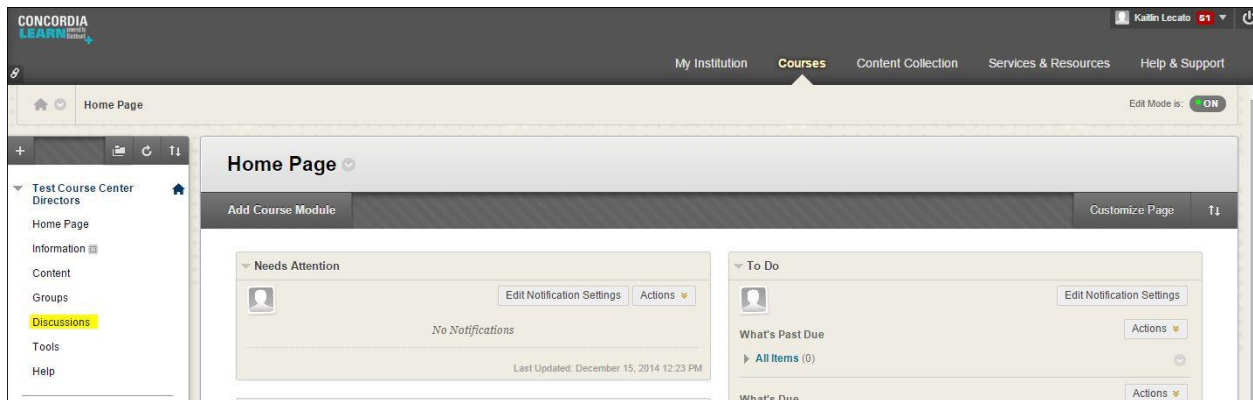 CONCORDIA
LEARN
Kaitlin Lecato 51
My Institution Courses Content Collection Services & Resources Help & Support
Home Page
Edit Mode is: ON
Test Course Center
Directors
Home Page
Information
Content
Groups
Discussions
Tools
Help
Home Page
Add Course Module
Customize Page
Needs Attention
Edit Notification Settings Actions
No Notifications
Last Updated: December 15, 2014 12:23 PM
To Do
Edit Notification Settings
Actions
What's Past Due
All Items (0)
Actions
What's Due